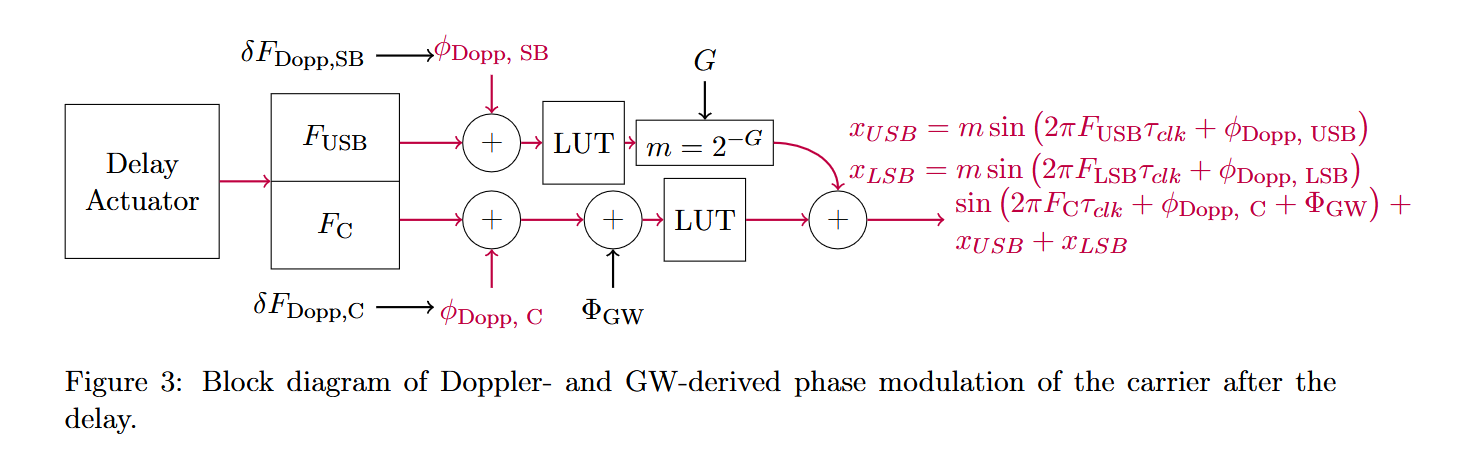 δF_Dopp,SB ϕ_Dopp, SB
G
Delay
Actuator
F_USB
+
LUT
m = 2^{−G}
x_USB = m sin (2πF_USB τ_clk + ϕ_Dopp, USB)
x_LSB = m sin (2πF_LSB τ_clk + ϕ_Dopp, LSB)
F_C
+
+
LUT
+
sin (2πF_C τ_clk + ϕ_Dopp, C + Φ_GW) +
x_USB + x_LSB
δF_Dopp,C ϕ_Dopp, C Φ_GW
Figure 3: Block diagram of Doppler- and GW-derived phase modulation of the carrier after the
delay.